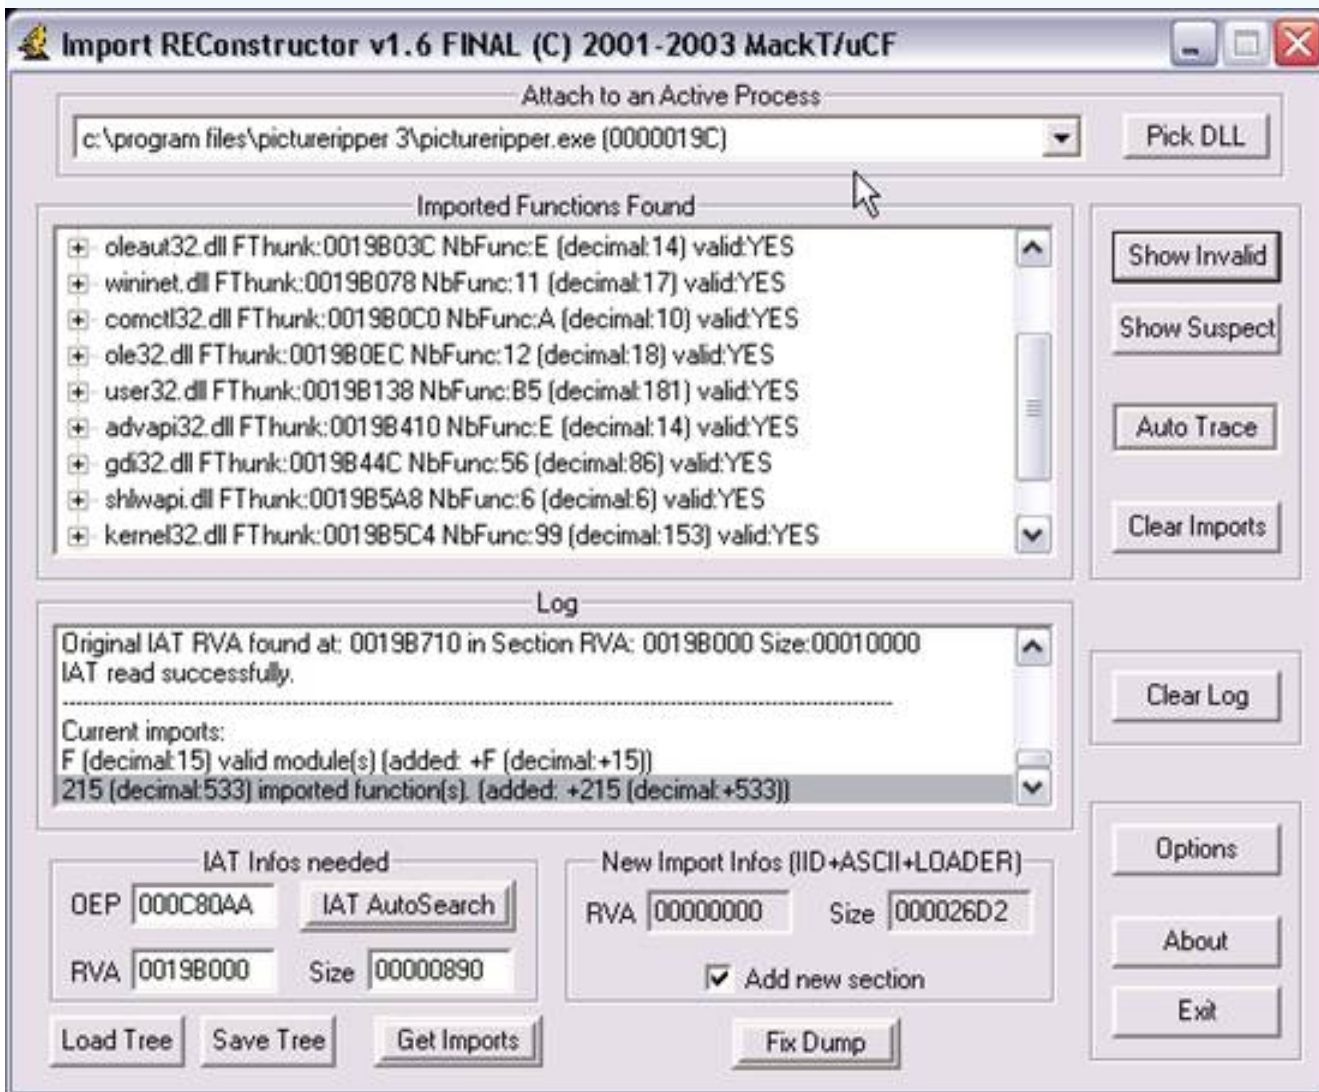 Import REConstructor v1.6 FINAL (C) 2001-2003 MackT/uCF
Attach to an Active Process
c:\program files\pictureripper 3\pictureripper.exe (0000019C)
Pick DLL
Imported Functions Found
oleaut32.dll FThunk:0019B03C NbFunc:E (decimal:14) valid:YES
wininet.dll FThunk:0019B078 NbFunc:11 (decimal:17) valid:YES
comctl32.dll FThunk:0019B0C0 NbFunc:A (decimal:10) valid:YES
ole32.dll FThunk:0019B0EC NbFunc:12 (decimal:18) valid:YES
user32.dll FThunk:0019B138 NbFunc:B5 (decimal:181) valid:YES
advapi32.dll FThunk:0019B410 NbFunc:E (decimal:14) valid:YES
gdi32.dll FThunk:0019B44C NbFunc:56 (decimal:86) valid:YES
shlwapi.dll FThunk:0019B5A8 NbFunc:6 (decimal:6) valid:YES
kernel32.dll FThunk:0019B5C4 NbFunc:99 (decimal:153) valid:YES
Show Invalid
Show Suspect
Auto Trace
Clear Imports
Log
Original IAT RVA found at: 0019B710 in Section RVA: 0019B000 Size:00010000
IAT read successfully.
Current imports:
F (decimal:15) valid module(s) (added: +F (decimal:+15))
215 (decimal:533) imported function(s). (added: +215 (decimal:+533))
Clear Log
IAT Infos needed
OEP 000C80AA IAT AutoSearch
RVA 0019B000 Size 00000890
New Import Infos (IID+ASCII+LOADER)
RVA 00000000 Size 000026D2
Add new section
Options
About
Exit
Load Tree Save Tree Get Imports Fix Dump